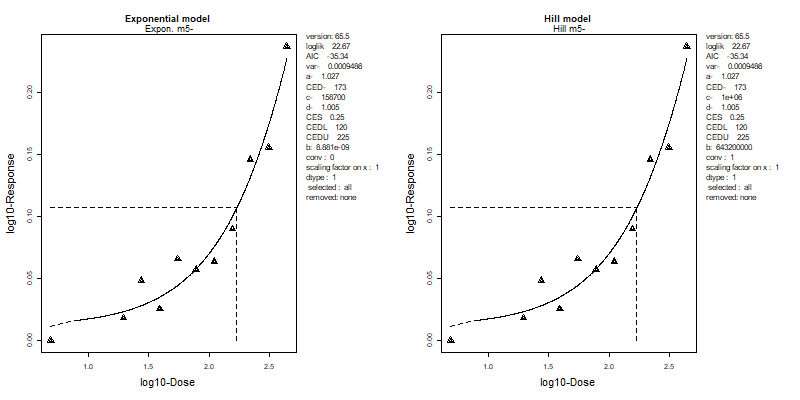 Exponential model
Expon. m5-
log10-Response
0.00
0.05
0.10
0.15
0.20
1.0
1.5
2.0
2.5
log10-Dose
version: 65.5
loglik 22.67
AIC -35.34
var- 0.0009486
a- 1.027
CED- 173
c- 158700
d- 1.005
CES 0.25
CEDL 120
CEDU 225
b: 8.881e-09
conv : 0
scaling factor on x : 1
dtype : 1
selected : all
removed: none
Hill model
Hill m5-
log10-Response
0.00
0.05
0.10
0.15
0.20
1.0
1.5
2.0
2.5
log10-Dose
version: 65.5
loglik 22.67
AIC -35.34
var- 0.0009486
a- 1.027
CED- 173
c- 1e+06
d- 1.005
CES 0.25
CEDL 120
CEDU 225
b: 643200000
conv : 1
scaling factor on x : 1
dtype : 1
selected : all
removed: none